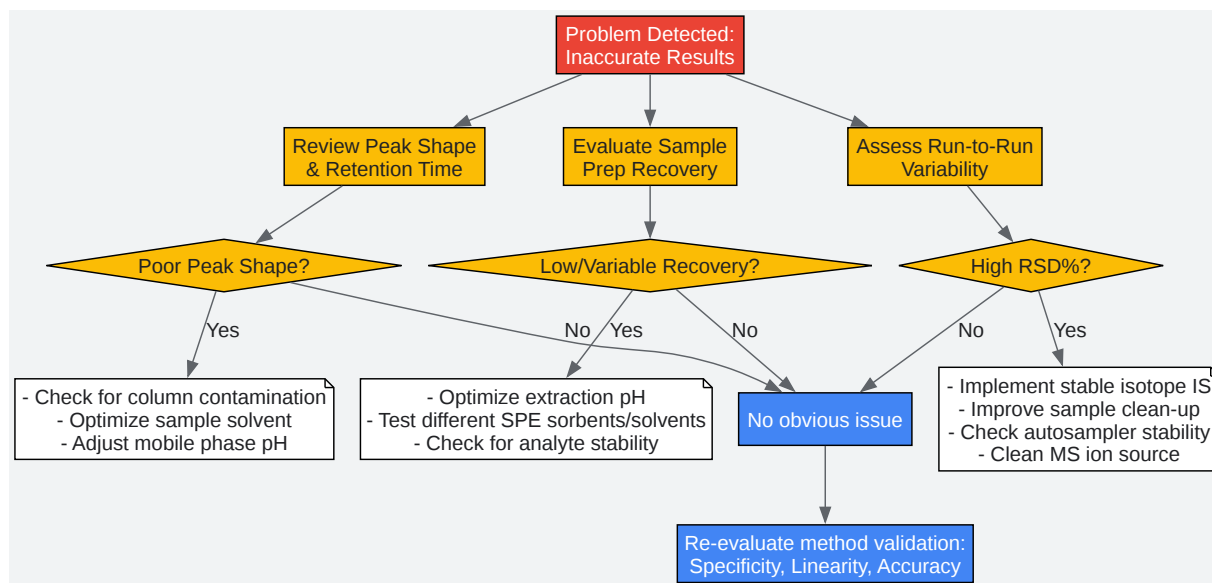 Problem Detected:
Inaccurate Results
Review Peak Shape
& Retention Time
Evaluate Sample
Prep Recovery
Assess Run-to-Run
Variability
Poor Peak Shape?
Low/Variable Recovery?
High RSD%?
Yes
No
Yes
No
No
Yes
- Check for column contamination
- Optimize sample solvent
- Adjust mobile phase pH
- Optimize extraction pH
- Test different SPE sorbents/solvents
- Check for analyte stability
No obvious issue
- Implement stable isotope IS
- Improve sample clean-up
- Check autosampler stability
- Clean MS ion source
Re-evaluate method validation:
Specificity, Linearity, Accuracy